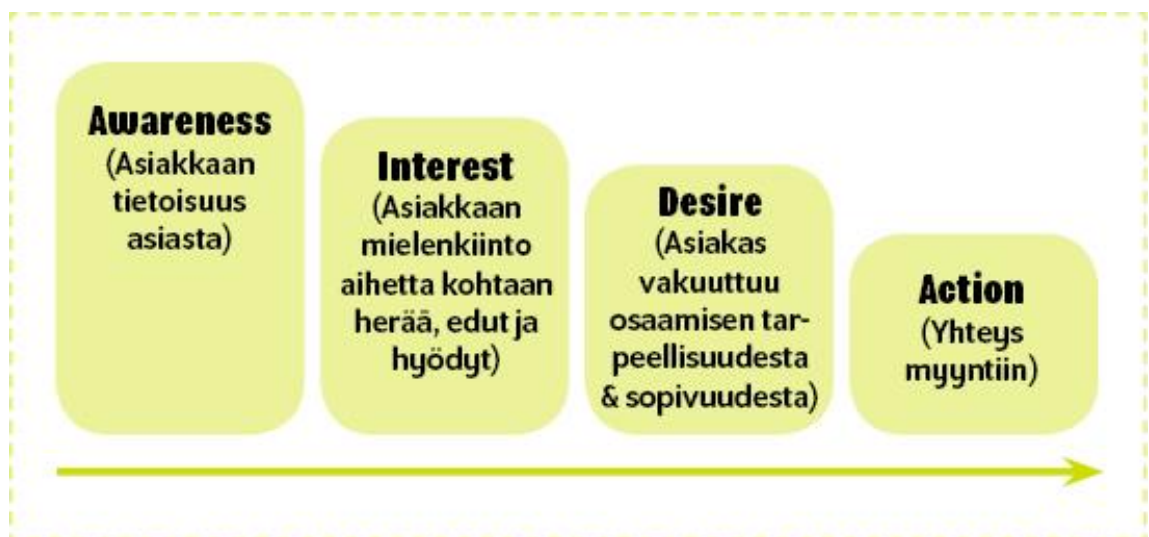 Awareness
(Asiakkaan
tietoisuus
asiasta)
Interest
(Asiakkaan
mielenkiinto
aihetta kohtaan
herää, edut ja
hyödyt)
Desire
(Asiakas
vakuuttuu
osaamisen tar-
peellisuudesta
& sopivuudesta)
Action
(Yhteys
myyntiin)